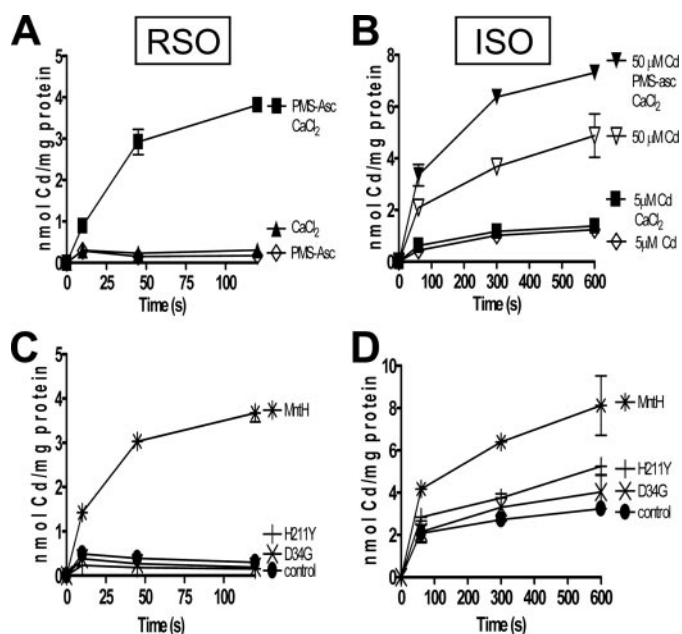 A
RSO
nmol Cd/mg protein
5
4
3
2
1
0
0 25 50 75 100
Time (s)
PMS-Asc
CaCl2
CaCl2
PMS-Asc
B
ISO
nmol Cd/mg protein
8
6
4
2
0
0 100 200 300 400 500 600
Time (s)
50 μM Cd
PMS-asc
CaCl2
50 μM Cd
5μM Cd
CaCl2
5μM Cd
C
nmol Cd/mg protein
5
4
3
2
1
0
0 25 50 75 100
Time (s)
MntH
H211Y
D34G
control
D
nmol Cd/mg protein
10
8
6
4
2
0
0 100 200 300 400 500 600
Time (s)
MntH
H211Y
D34G
control